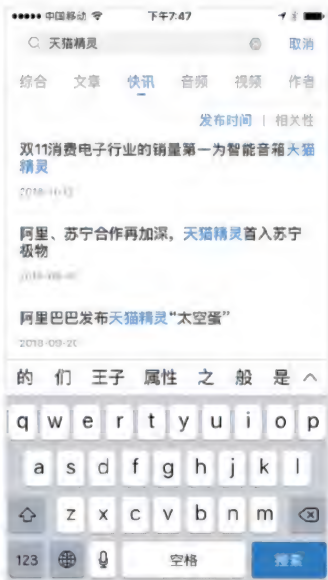 中国移动 下午7:47
天猫精灵 取消
综合 文章 快讯 音频 视频 作者
发布时间 | 相关性
双11消费电子行业的销量第一为智能音箱天猫
精灵
阿里、苏宁合作再加深，天猫精灵首入苏宁
极物
阿里巴巴发布天猫精灵“太空蛋”
2018-09-20
的 们 王子 属性 之 般 是
q w e r t y u i o p
a s d f g h j k l
z x c v b n m
123 空格 搜索